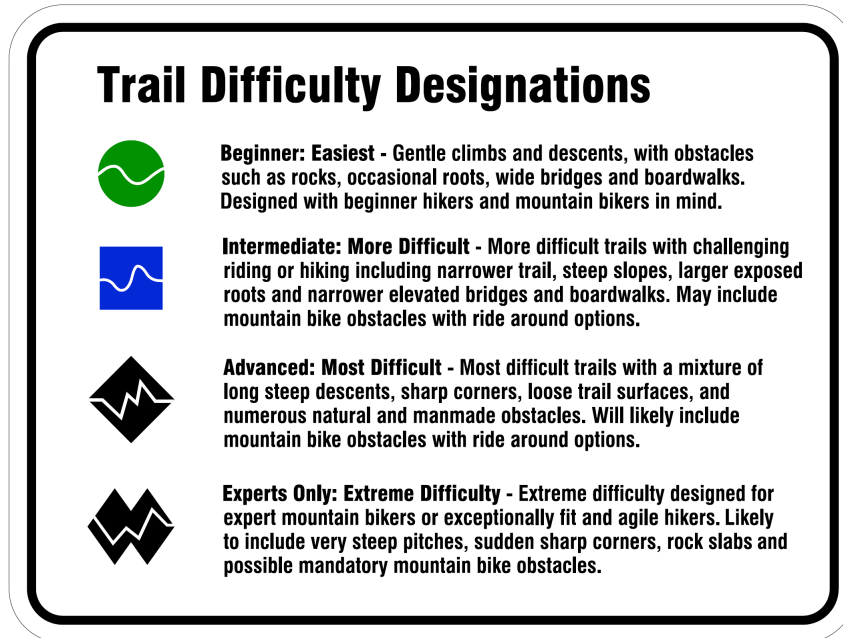 Trail Difficulty Designations
Beginner: Easiest - Gentle climbs and descents, with obstacles
such as rocks, occasional roots, wide bridges and boardwalks.
Designed with beginner hikers and mountain bikers in mind.
Intermediate: More Difficult - More difficult trails with challenging
riding or hiking including narrower trail, steep slopes, larger exposed
roots and narrower elevated bridges and boardwalks. May include
mountain bike obstacles with ride around options.
Advanced: Most Difficult - Most difficult trails with a mixture of
long steep descents, sharp corners, loose trail surfaces, and
numerous natural and manmade obstacles. Will likely include
mountain bike obstacles with ride around options.
Experts Only: Extreme Difficulty - Extreme difficulty designed for
expert mountain bikers or exceptionally fit and agile hikers. Likely
to include very steep pitches, sudden sharp corners, rock slabs and
possible mandatory mountain bike obstacles.